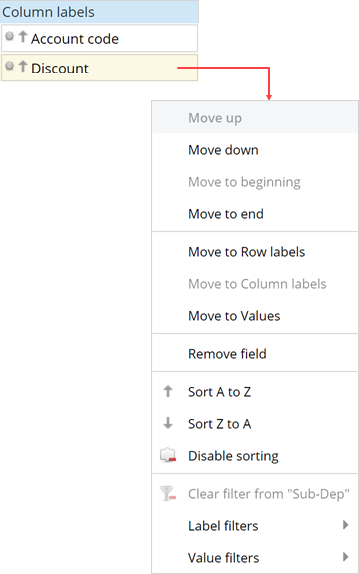 Column labels
Account code
Discount
Move up
Move down
Move to beginning
Move to end
Move to Row labels
Move to Column labels
Move to Values
Remove field
Sort A to Z
Sort Z to A
Disable sorting
Clear filter from "Sub-Dep"
Label filters
Value filters